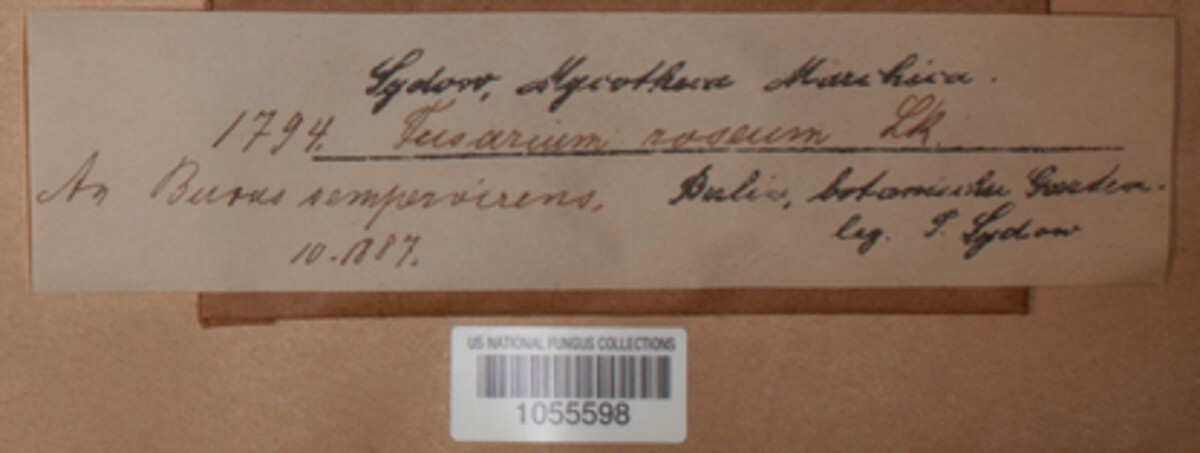 Sydow, Mycotheca Marchica.
1794. Fusarium roseum Lk.
An Buxus sempervirens. Berlin, botanischer Garten.
10.1887. leg. P. Sydow
US NATIONAL FUNGUS COLLECTIONS
1055598